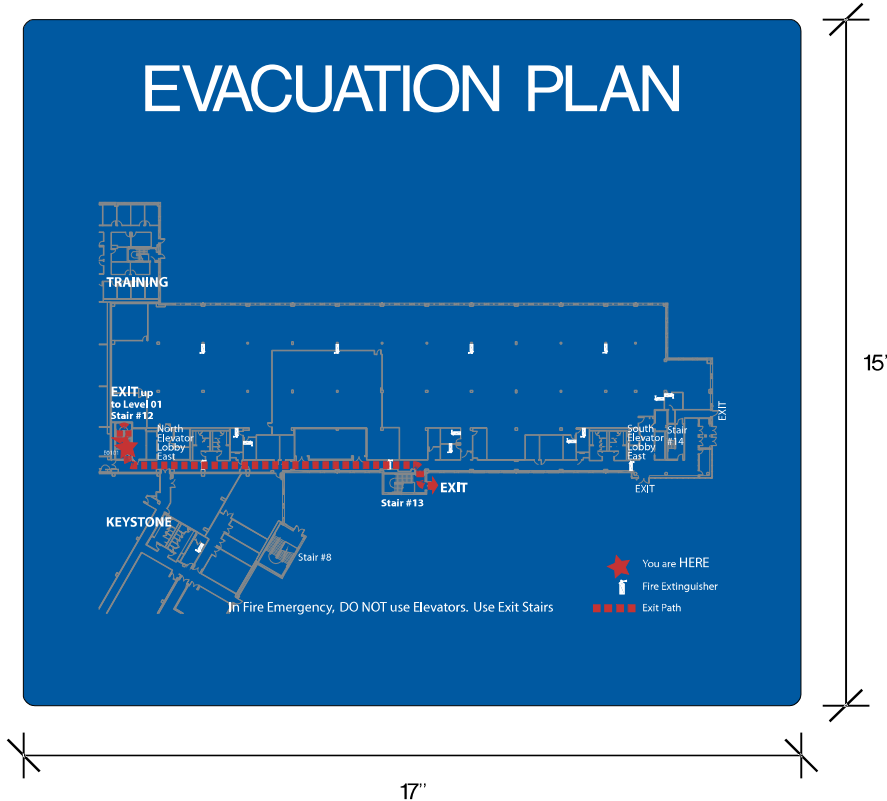 EVACUATION PLAN
15'
TRAINING
EXIT up
to Level 01
Stair #12
North
Elevator
Lobby
East
South
Elevator
Lobby
East
Stair
#14
EXIT
EXIT
EXIT
Stair #13
KEYSTONE
Stair #8
You are HERE
Fire Extinguisher
Exit Path
In Fire Emergency, DO NOT use Elevators. Use Exit Stairs
17"